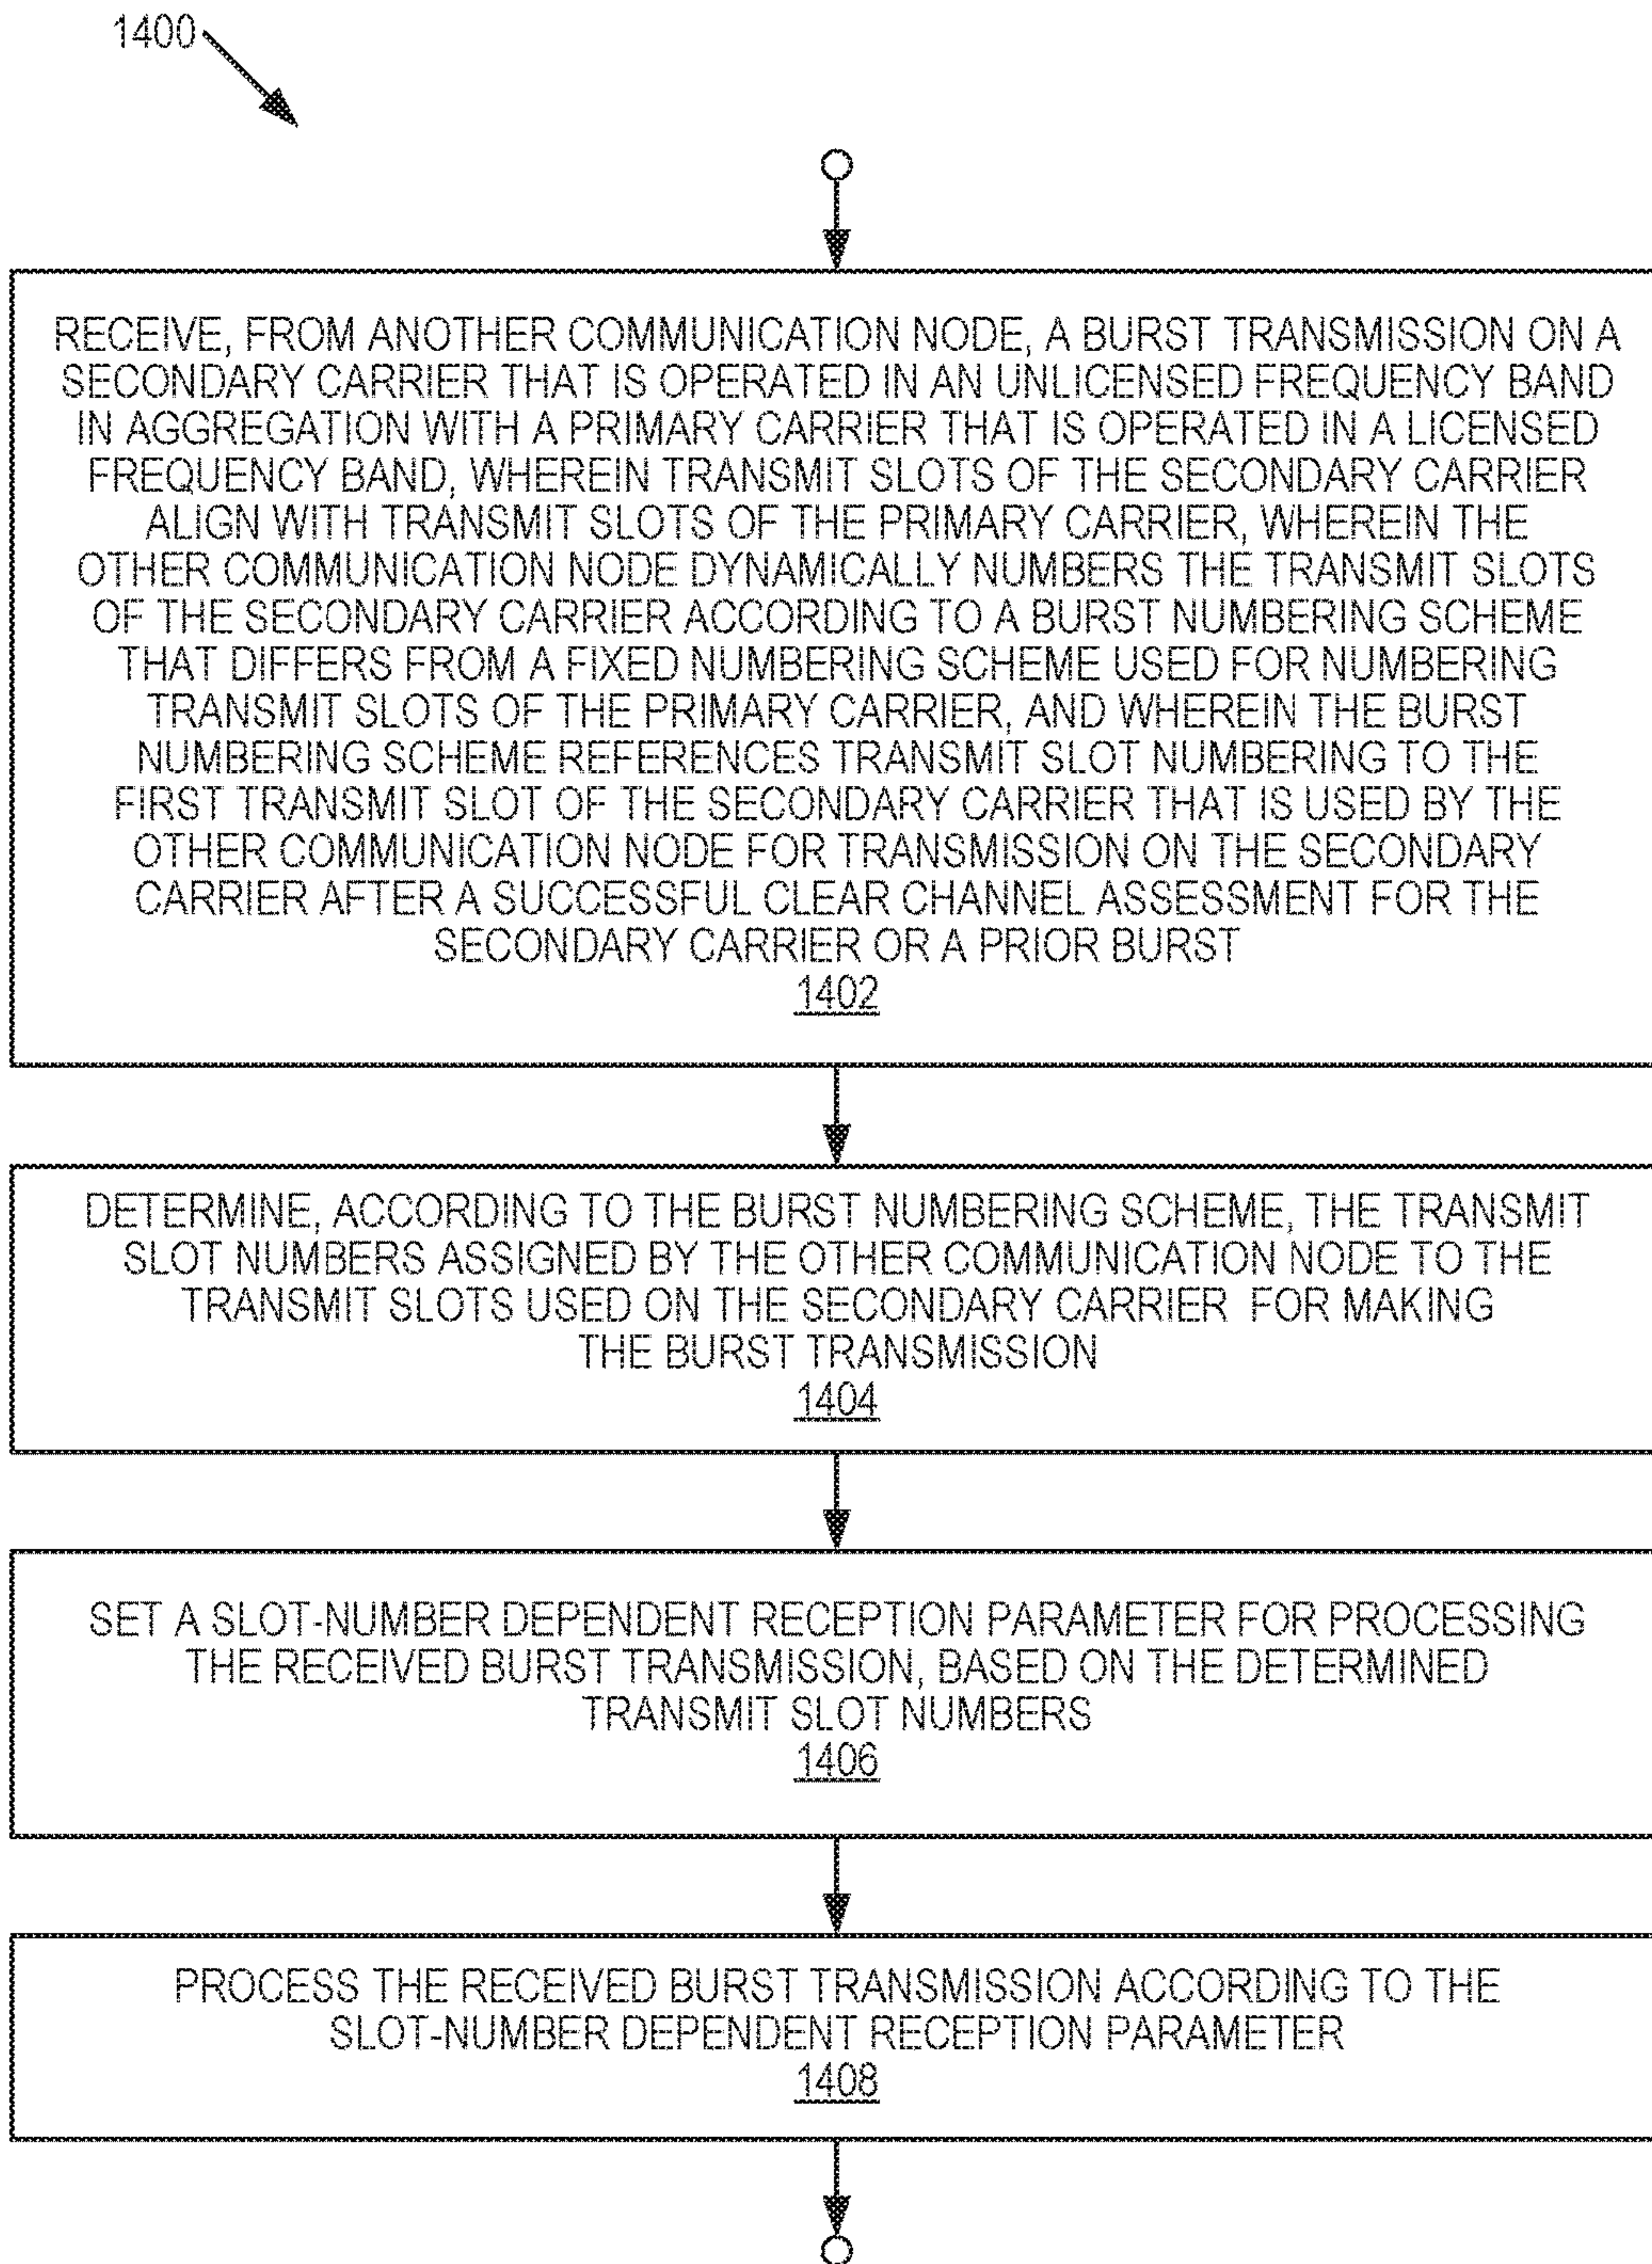 1400
RECEIVE, FROM ANOTHER COMMUNICATION NODE, A BURST TRANSMISSION ON A
SECONDARY CARRIER THAT IS OPERATED IN AN UNLICENSED FREQUENCY BAND
IN AGGREGATION WITH A PRIMARY CARRIER THAT IS OPERATED IN A LICENSED
FREQUENCY BAND, WHEREIN TRANSMIT SLOTS OF THE SECONDARY CARRIER
ALIGN WITH TRANSMIT SLOTS OF THE PRIMARY CARRIER, WHEREIN THE
OTHER COMMUNICATION NODE DYNAMICALLY NUMBERS THE TRANSMIT SLOTS
OF THE SECONDARY CARRIER ACCORDING TO A BURST NUMBERING SCHEME
THAT DIFFERS FROM A FIXED NUMBERING SCHEME USED FOR NUMBERING
TRANSMIT SLOTS OF THE PRIMARY CARRIER, AND WHEREIN THE BURST
NUMBERING SCHEME REFERENCES TRANSMIT SLOT NUMBERING TO THE
FIRST TRANSMIT SLOT OF THE SECONDARY CARRIER THAT IS USED BY THE
OTHER COMMUNICATION NODE FOR TRANSMISSION ON THE SECONDARY
CARRIER AFTER A SUCCESSFUL CLEAR CHANNEL ASSESSMENT FOR THE
SECONDARY CARRIER OR A PRIOR BURST
1402
DETERMINE, ACCORDING TO THE BURST NUMBERING SCHEME, THE TRANSMIT
SLOT NUMBERS ASSIGNED BY THE OTHER COMMUNICATION NODE TO THE
TRANSMIT SLOTS USED ON THE SECONDARY CARRIER FOR MAKING
THE BURST TRANSMISSION
1404
SET A SLOT-NUMBER DEPENDENT RECEPTION PARAMETER FOR PROCESSING
THE RECEIVED BURST TRANSMISSION, BASED ON THE DETERMINED
TRANSMIT SLOT NUMBERS
1406
PROCESS THE RECEIVED BURST TRANSMISSION ACCORDING TO THE
SLOT-NUMBER DEPENDENT RECEPTION PARAMETER
1408